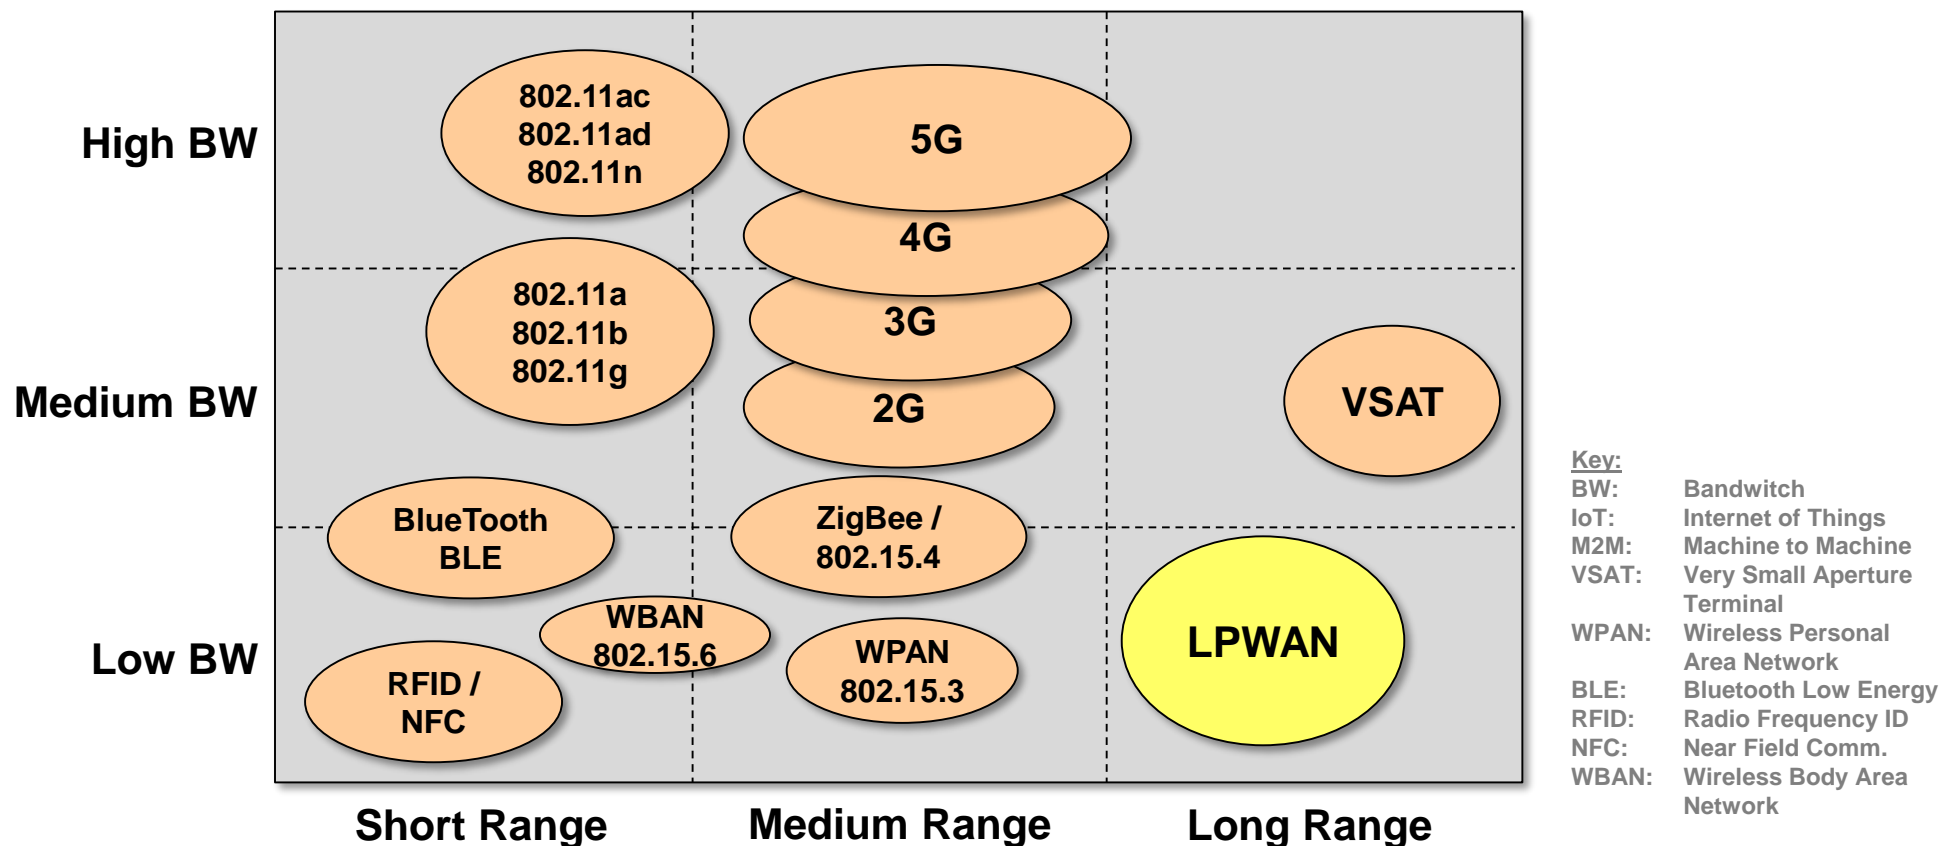 High BW
Medium BW
Low BW
802.11ac
802.11ad
802.11n
5G
4G
802.11a
802.11b
802.11g
3G
2G
VSAT
BlueTooth
BLE
ZigBee /
802.15.4
WBAN
802.15.6
WPAN
802.15.3
RFID /
NFC
LPWAN
Short Range
Medium Range
Long Range
Key:
BW: Bandwitch
IoT: Internet of Things
M2M: Machine to Machine
VSAT: Very Small Aperture
Terminal
WPAN: Wireless Personal
Area Network
BLE: Bluetooth Low Energy
RFID: Radio Frequency ID
NFC: Near Field Comm.
WBAN: Wireless Body Area
Network